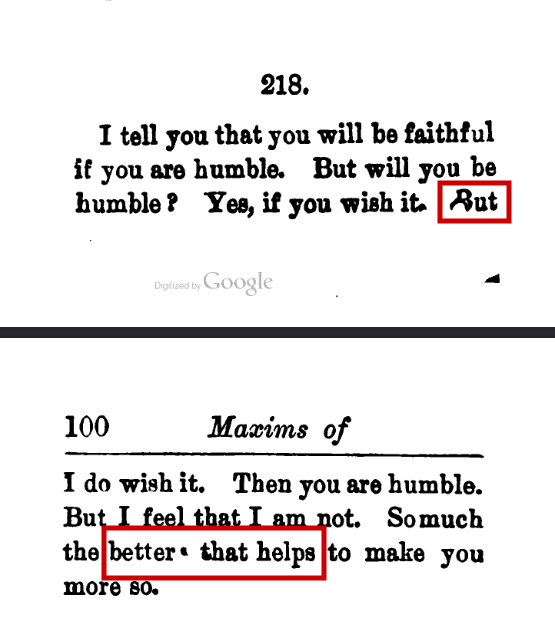 218.
I tell you that you will be faithful
if you are humble. But will you be
humble? Yes, if you wish it. But
Digitized by Google
100 Maxims of
I do wish it. Then you are humble.
But I feel that I am not. So much
the better. that helps to make you
more so.